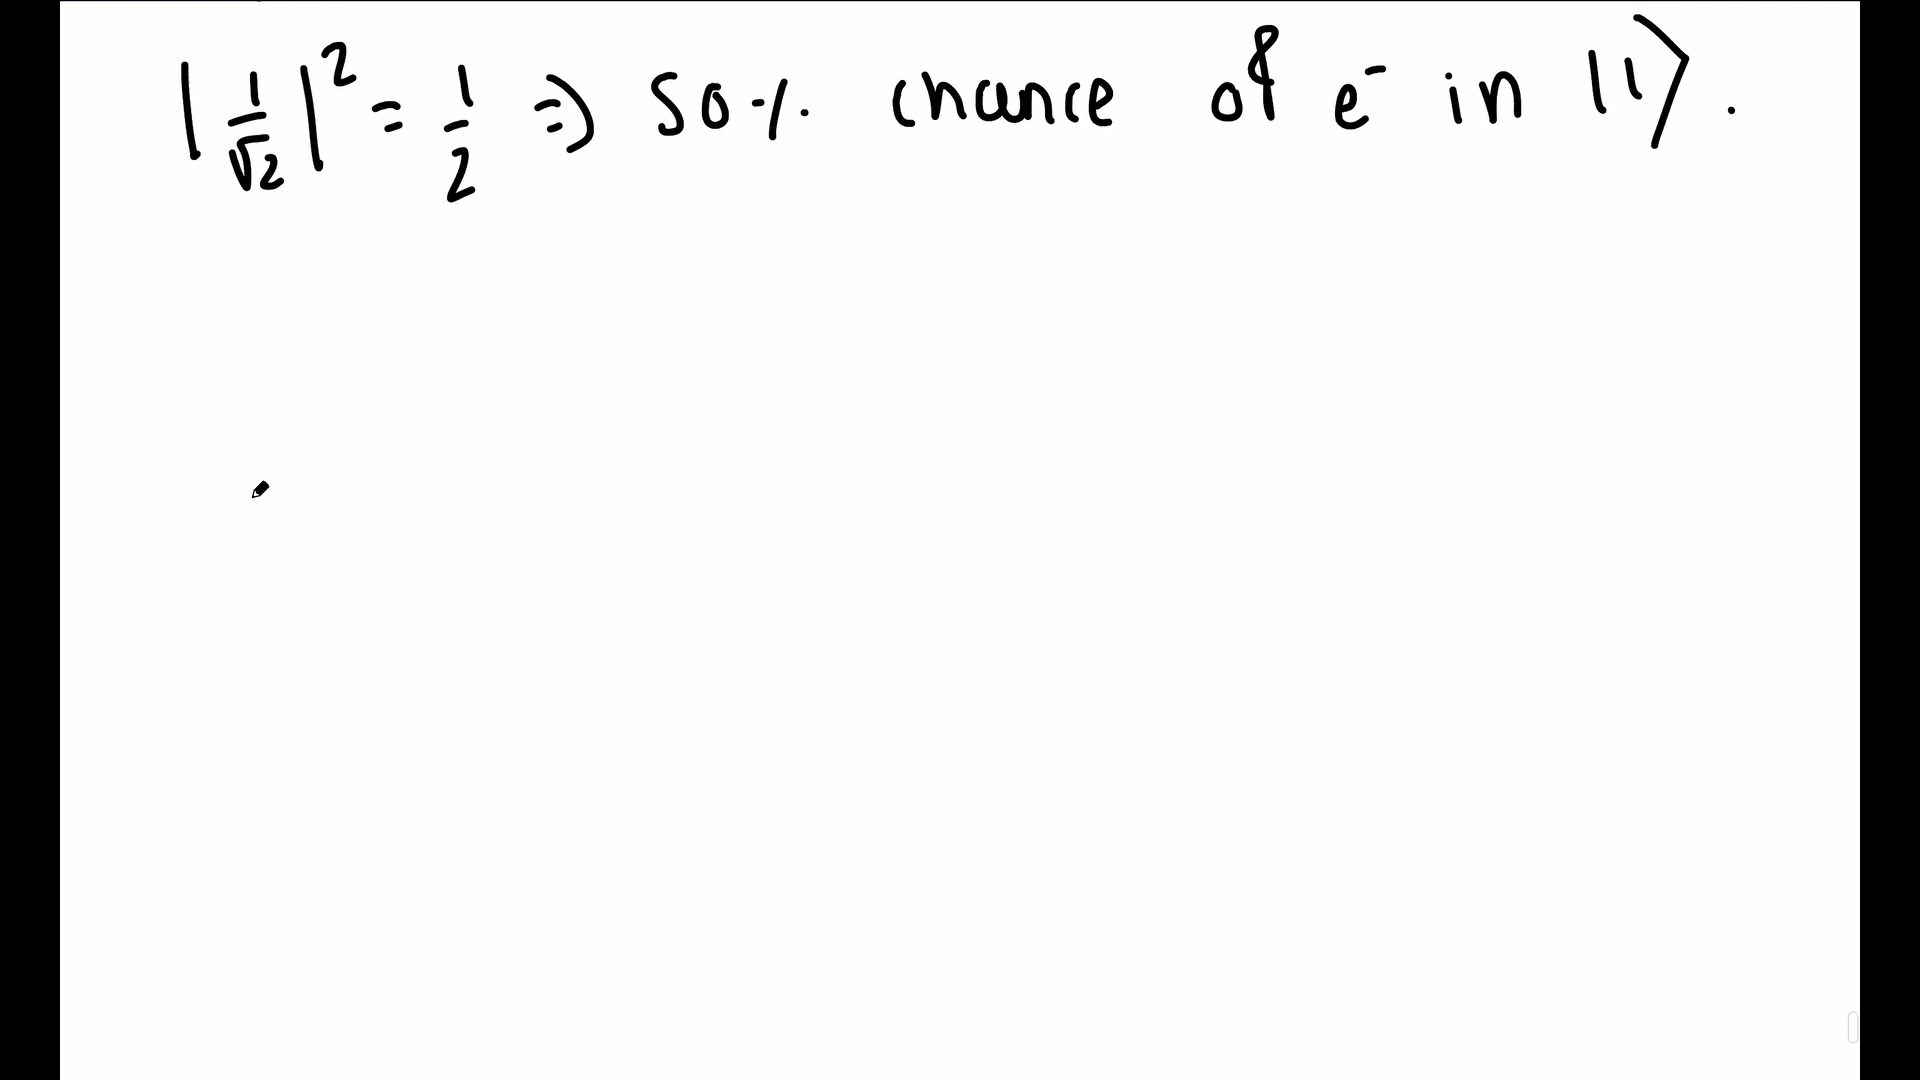 |1/√2|² = 1/2 ⇒ 50% chance of e⁻ in |1⟩.